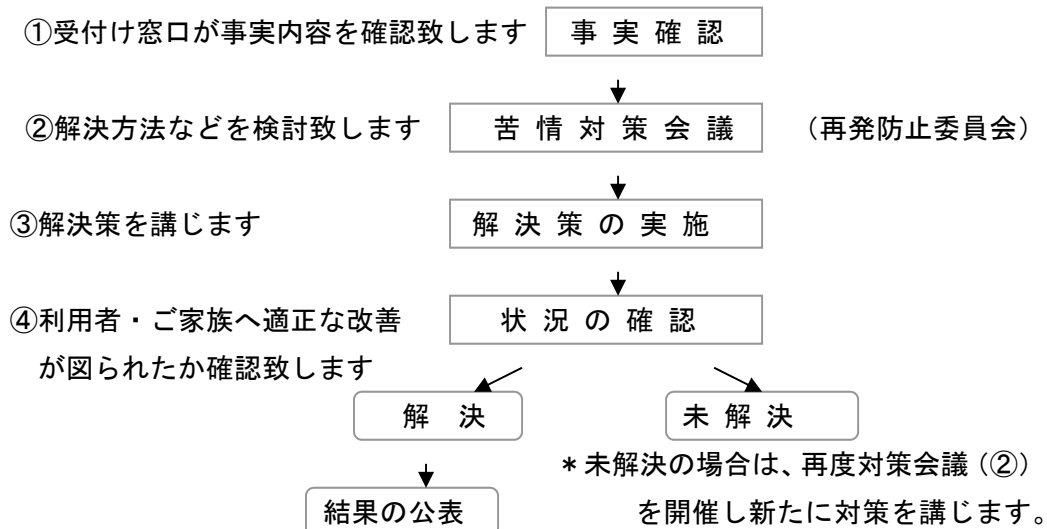 ①受付け窓口が事実内容を確認致します 事実確認
②解決方法などを検討致します 苦情対策会議 （再発防止委員会）
③解決策を講じます 解決策の実施
④利用者・ご家族へ適正な改善 状況の確認
が図られたか確認致します
解決 未解決
＊未解決の場合は、再度対策会議（②）
結果の公表 を開催し新たに対策を講じます。